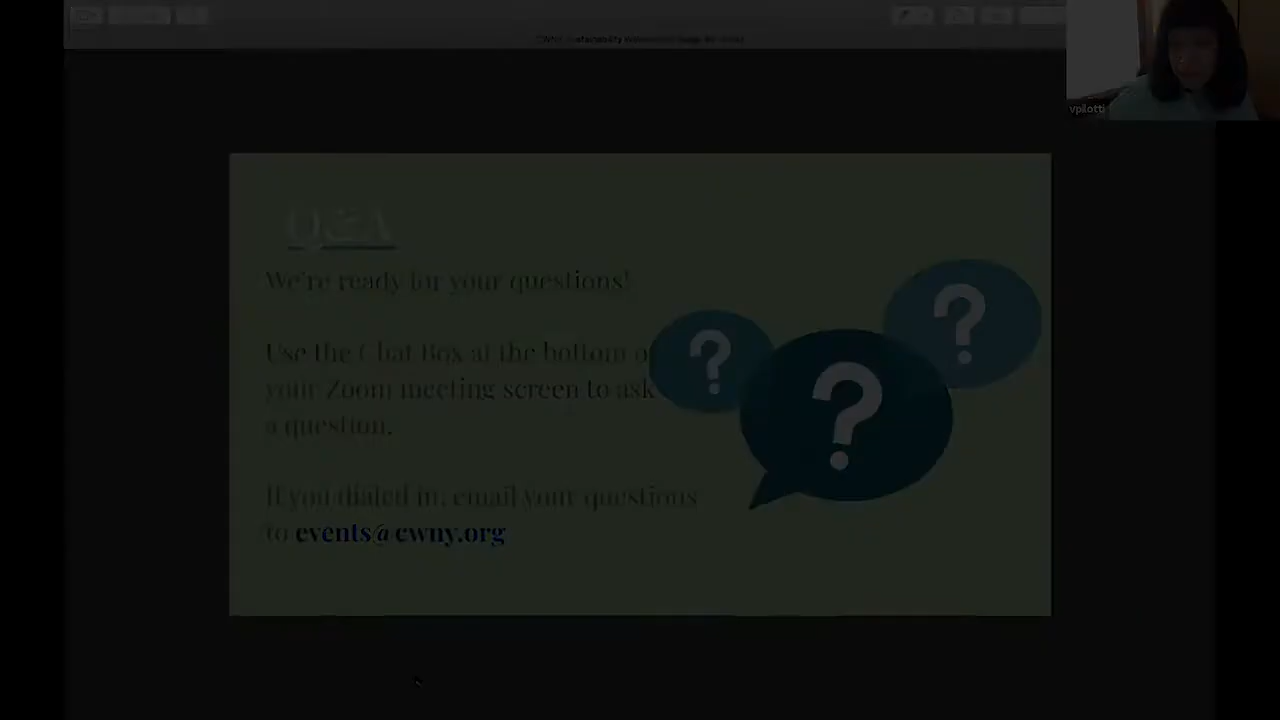 vpilotti
Q&A
We're ready for your questions!
Use the Chat Box at the bottom of
your Zoom meeting screen to ask
a question.
If you dialed in, email your questions
to events@cwny.org